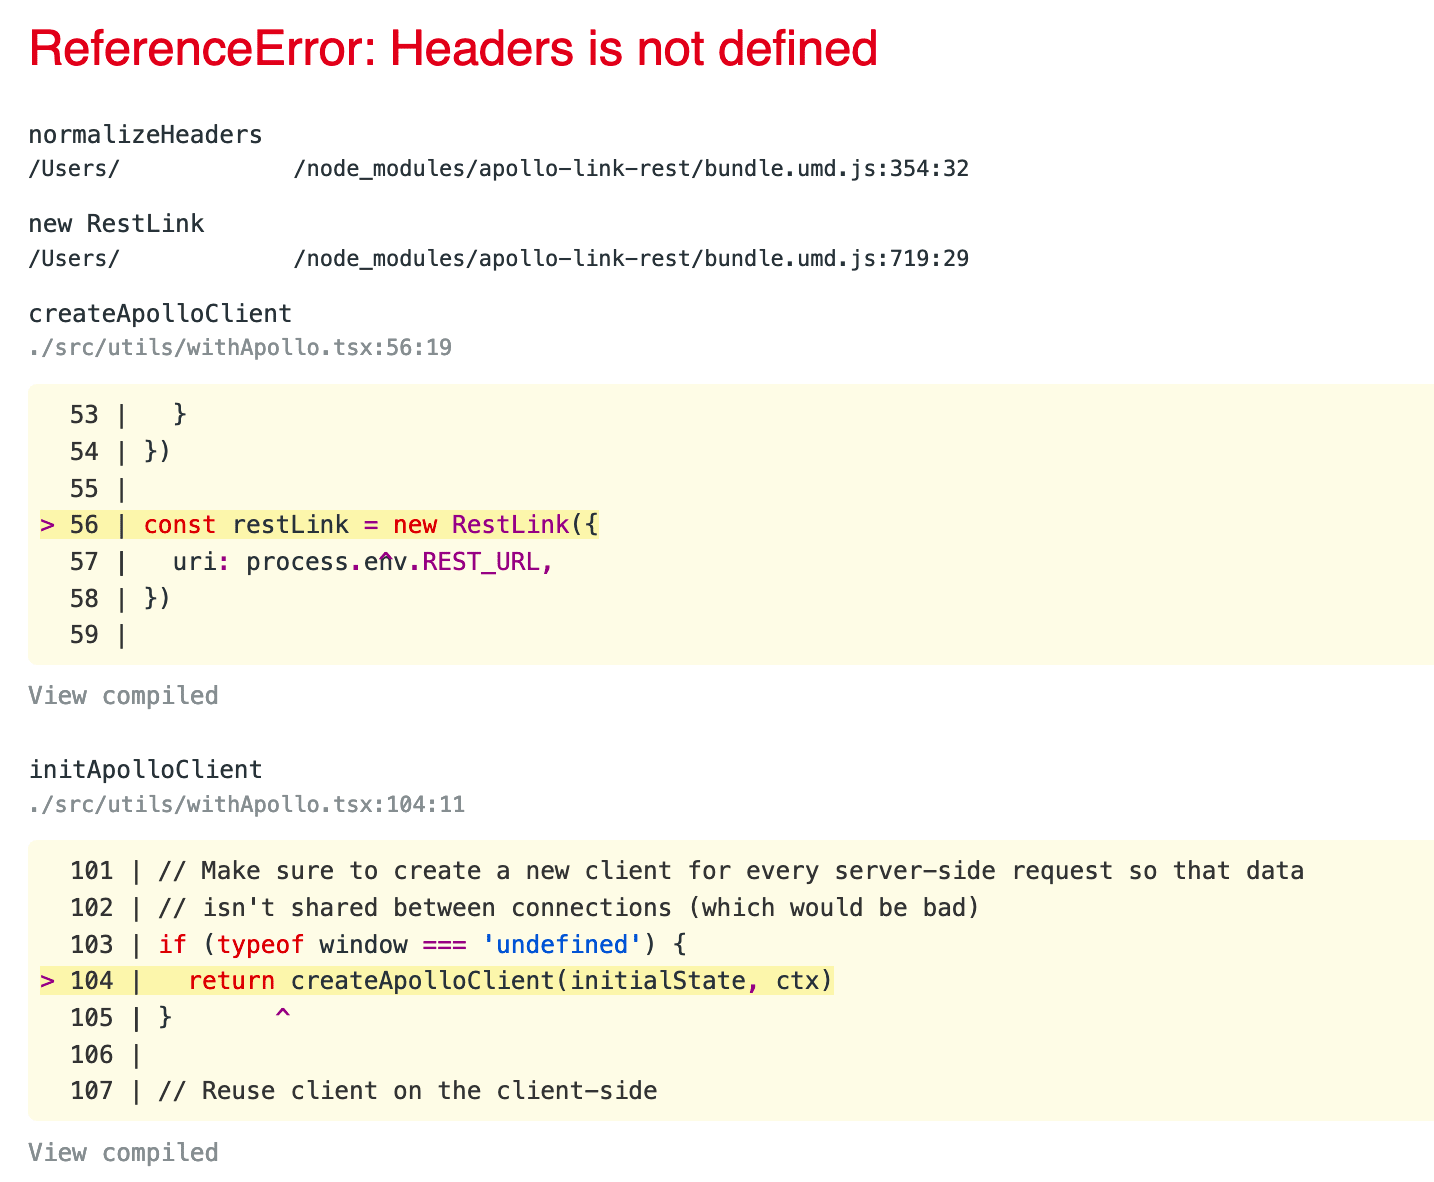 ReferenceError: Headers is not defined
normalizeHeaders
/Users/ /node_modules/apollo-link-rest/bundle.umd.js:354:32
new RestLink
/Users/ /node_modules/apollo-link-rest/bundle.umd.js:719:29
createApolloClient
./src/utils/withApollo.tsx:56:19
53 |   }
54 | })
55 |
> 56 | const restLink = new RestLink({
57 |   uri: process.env.REST_URL,
^
58 | })
59 |
View compiled
initApolloClient
./src/utils/withApollo.tsx:104:11
101 | // Make sure to create a new client for every server-side request so that data
102 | // isn't shared between connections (which would be bad)
103 | if (typeof window === 'undefined') {
> 104 |   return createApolloClient(initialState, ctx)
105 | }       ^
106 |
107 | // Reuse client on the client-side
View compiled